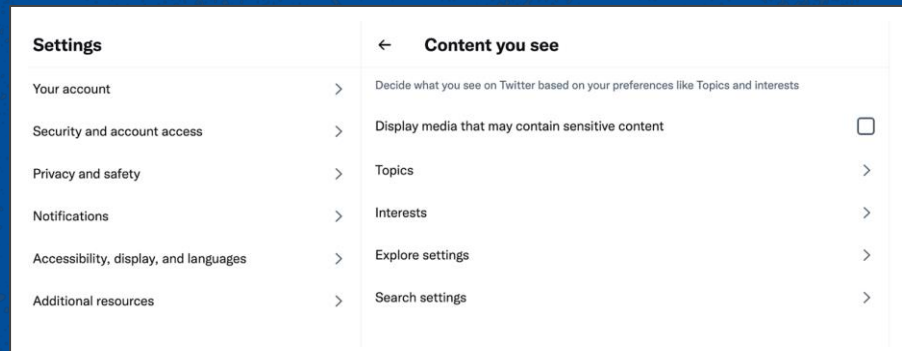 Settings
Your account
Security and account access
Privacy and safety
Notifications
Accessibility, display, and languages
Additional resources
Content you see
Decide what you see on Twitter based on your preferences like Topics and interests
Display media that may contain sensitive content
Topics
Interests
Explore settings
Search settings